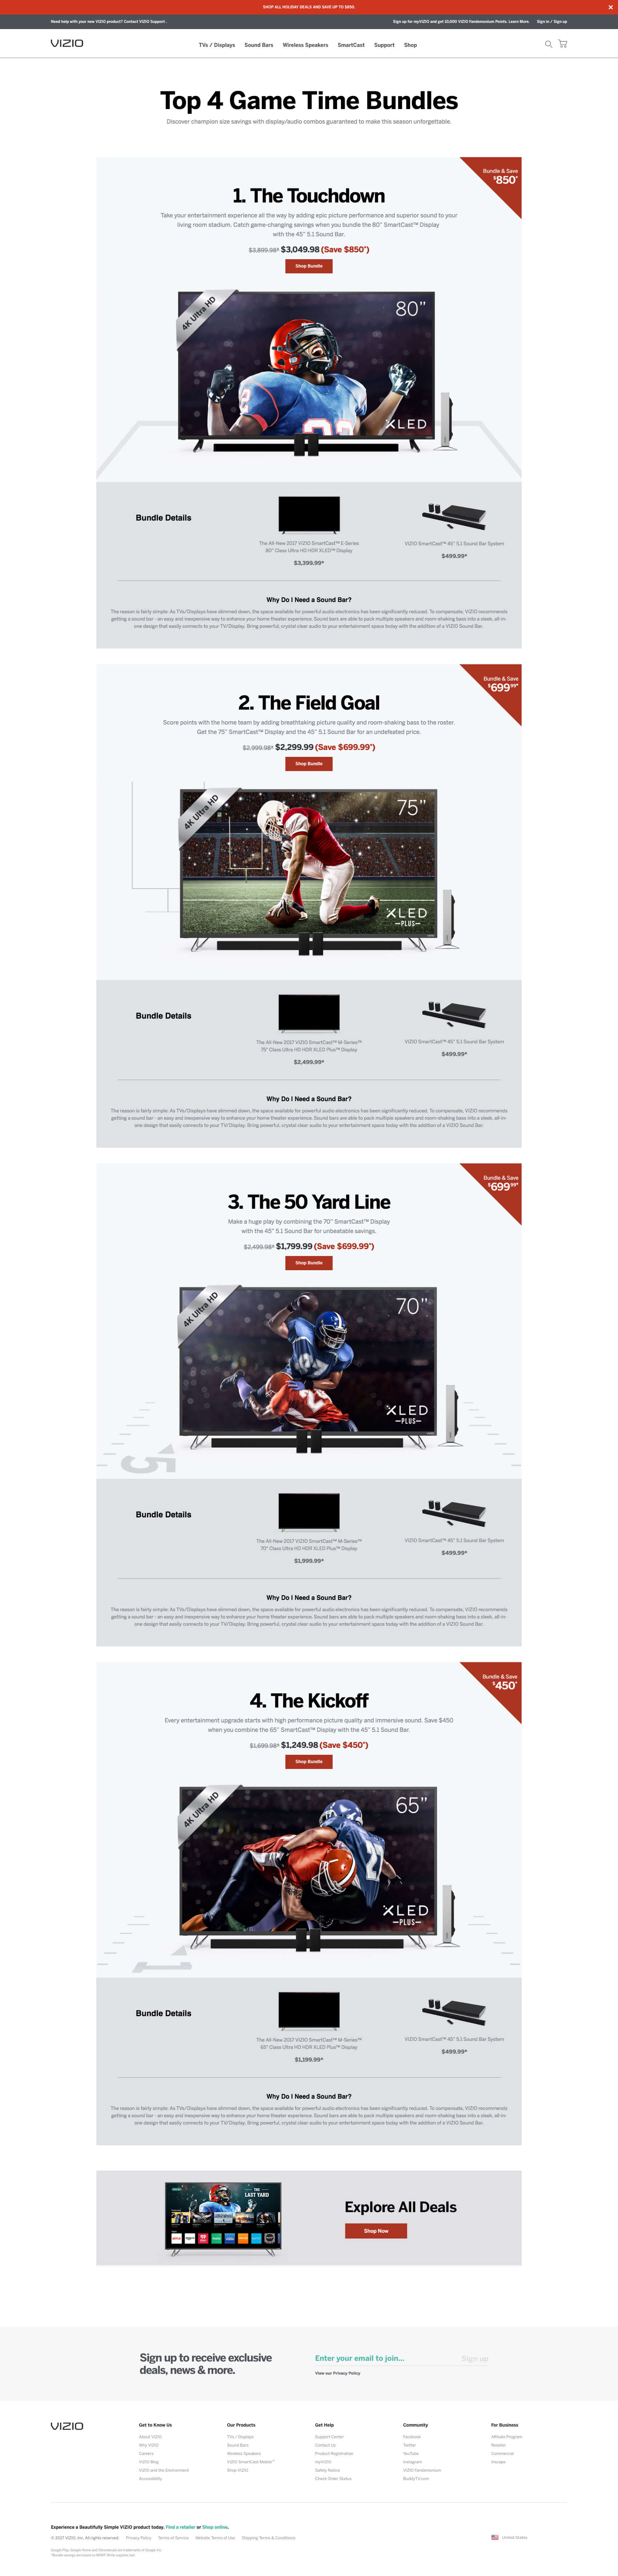 SHOP ALL HOLIDAY DEALS AND SAVE UP TO $850.
Need help with your new VIZIO product? Contact VIZIO Support .
Sign up for myVIZIO and get 10,000 VIZIO Fandemonium Points. Learn More.
Sign in / Sign up
VIZIO
TVs / Displays Sound Bars Wireless Speakers SmartCast Support Shop
Top 4 Game Time Bundles
Discover champion size savings with display/audio combos guaranteed to make this season unforgettable.
Bundle & Save
$850*
1. The Touchdown
Take your entertainment experience all the way by adding epic picture performance and superior sound to your
living room stadium. Catch game-changing savings when you bundle the 80" SmartCast™ Display
with the 45" 5.1 Sound Bar.
$3,899.98* $3,049.98 (Save $850*)
Shop Bundle
4K Ultra HD
80"
XLED
Bundle Details
The All-New 2017 VIZIO SmartCast™ E-Series
80" Class Ultra HD HDR XLED™ Display
$3,399.99*
VIZIO SmartCast™ 45" 5.1 Sound Bar System
$499.99*
Why Do I Need a Sound Bar?
The reason is fairly simple: As TVs/Displays have slimmed down, the space available for powerful audio electronics has been significantly reduced. To compensate, VIZIO recommends
getting a sound bar - an easy and inexpensive way to enhance your home theater experience. Sound bars are able to pack multiple speakers and room-shaking bass into a sleek, all-in-
one design that easily connects to your TV/Display. Bring powerful, crystal clear audio to your entertainment space today with the addition of a VIZIO Sound Bar.
Bundle & Save
$699.99*
2. The Field Goal
Score points with the home team by adding breathtaking picture quality and room-shaking bass to the roster.
Get the 75" SmartCast™ Display and the 45" 5.1 Sound Bar for an undefeated price.
$2,999.98* $2,299.99 (Save $699.99*)
Shop Bundle
4K Ultra HD
75"
XLED
PLUS
Bundle Details
The All-New 2017 VIZIO SmartCast™ M-Series™
75" Class Ultra HD HDR XLED Plus™ Display
$2,499.99*
VIZIO SmartCast™ 45" 5.1 Sound Bar System
$499.99*
Why Do I Need a Sound Bar?
The reason is fairly simple: As TVs/Displays have slimmed down, the space available for powerful audio electronics has been significantly reduced. To compensate, VIZIO recommends
getting a sound bar - an easy and inexpensive way to enhance your home theater experience. Sound bars are able to pack multiple speakers and room-shaking bass into a sleek, all-in-
one design that easily connects to your TV/Display. Bring powerful, crystal clear audio to your entertainment space today with the addition of a VIZIO Sound Bar.
Bundle & Save
$699.99*
3. The 50 Yard Line
Make a huge play by combining the 70" SmartCast™ Display
with the 45" 5.1 Sound Bar for unbeatable savings.
$2,499.98* $1,799.99 (Save $699.99*)
Shop Bundle
4K Ultra HD
70"
XLED
PLUS
5
Bundle Details
The All-New 2017 VIZIO SmartCast™ M-Series™
70" Class Ultra HD HDR XLED Plus™ Display
$1,999.99*
VIZIO SmartCast™ 45" 5.1 Sound Bar System
$499.99*
Why Do I Need a Sound Bar?
The reason is fairly simple: As TVs/Displays have slimmed down, the space available for powerful audio electronics has been significantly reduced. To compensate, VIZIO recommends
getting a sound bar - an easy and inexpensive way to enhance your home theater experience. Sound bars are able to pack multiple speakers and room-shaking bass into a sleek, all-in-
one design that easily connects to your TV/Display. Bring powerful, crystal clear audio to your entertainment space today with the addition of a VIZIO Sound Bar.
Bundle & Save
$450*
4. The Kickoff
Every entertainment upgrade starts with high performance picture quality and immersive sound. Save $450
when you combine the 65" SmartCast™ Display with the 45" 5.1 Sound Bar.
$1,699.98* $1,249.98 (Save $450*)
Shop Bundle
4K Ultra HD
65"
XLED
PLUS
1
Bundle Details
The All-New 2017 VIZIO SmartCast™ M-Series™
65" Class Ultra HD HDR XLED Plus™ Display
$1,199.99*
VIZIO SmartCast™ 45" 5.1 Sound Bar System
$499.99*
Why Do I Need a Sound Bar?
The reason is fairly simple: As TVs/Displays have slimmed down, the space available for powerful audio electronics has been significantly reduced. To compensate, VIZIO recommends
getting a sound bar - an easy and inexpensive way to enhance your home theater experience. Sound bars are able to pack multiple speakers and room-shaking bass into a sleek, all-in-
one design that easily connects to your TV/Display. Bring powerful, crystal clear audio to your entertainment space today with the addition of a VIZIO Sound Bar.
THE
LAST YARD
Explore All Deals
Shop Now
Sign up to receive exclusive
deals, news & more.
Enter your email to join...
Sign up
View our Privacy Policy
VIZIO
Get to Know Us
About VIZIO
Why VIZIO
Careers
VIZIO Blog
VIZIO and the Environment
Accessibility
Our Products
TVs / Displays
Sound Bars
Wireless Speakers
VIZIO SmartCast Mobile™
Shop VIZIO
Get Help
Support Center
Contact Us
Product Registration
myVIZIO
Safety Notice
Check Order Status
Community
Facebook
Twitter
YouTube
Instagram
VIZIO Fandemonium
BuddyTV.com
For Business
Affiliate Program
Reseller
Commercial
Inscape
Experience a Beautifully Simple VIZIO product today. Find a retailer or Shop online.
© 2017 VIZIO, Inc. All rights reserved. Privacy Policy Terms of Service Website Terms of Use Shipping Terms & Conditions
United States